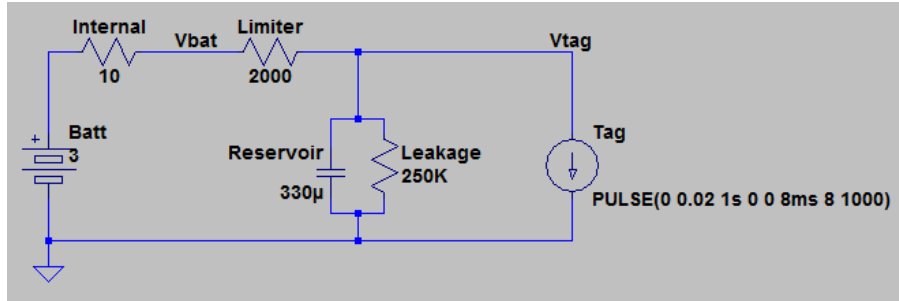 Internal
Vbat
Limiter
Vtag
10
2000
+
Batt
3
Tag
Reservoir
Leakage
250K
330µ
PULSE(0 0.02 1s 0 0 8ms 8 1000)